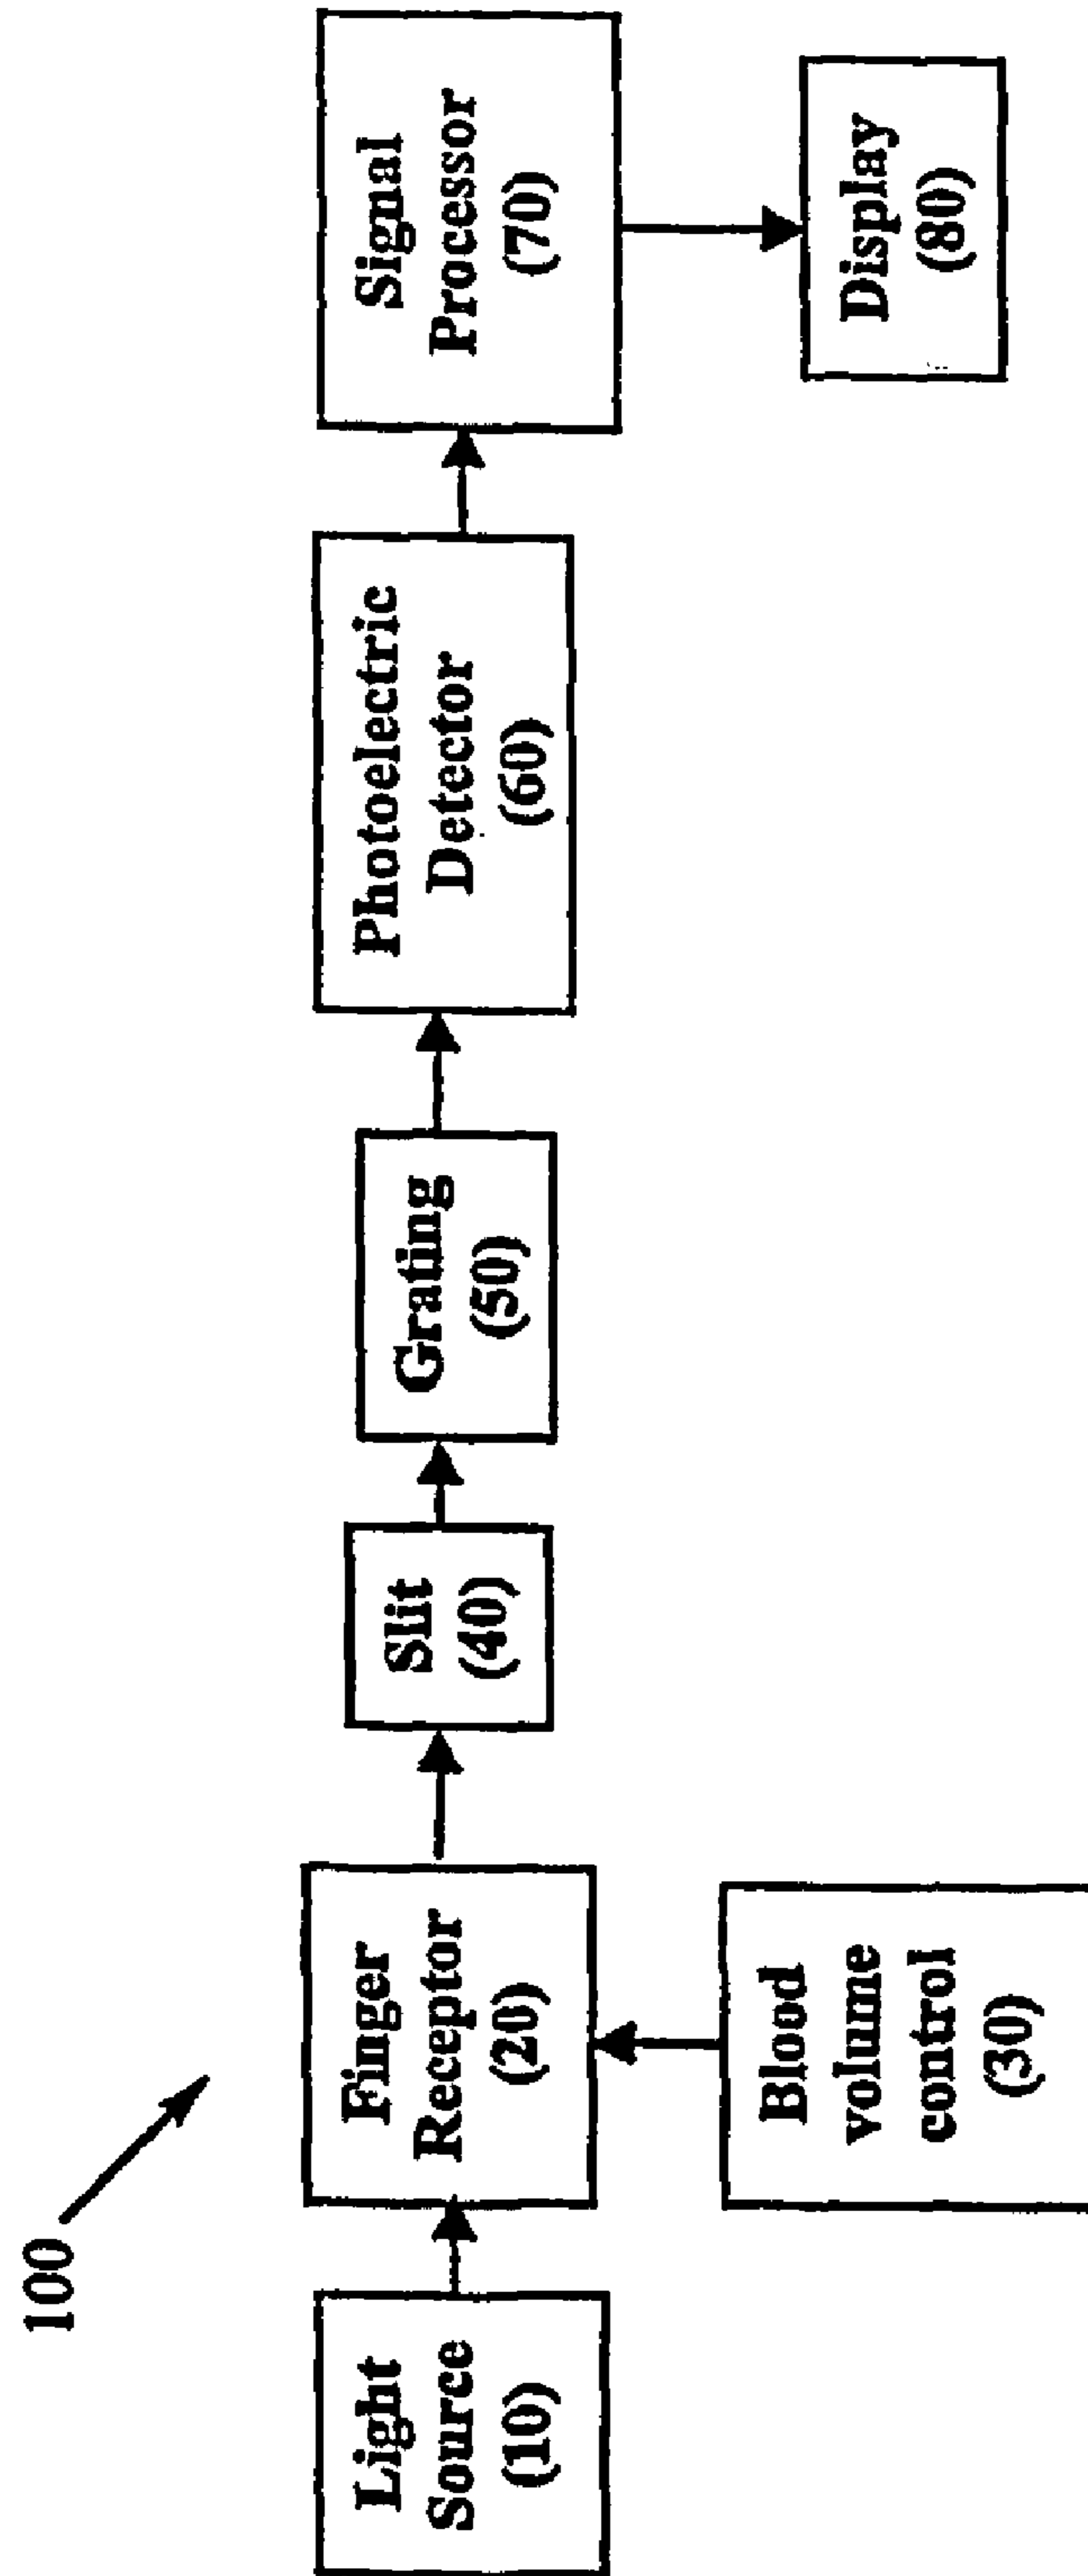 100
Light
Source
(10)
Finger
Receptor
(20)
Blood
volume
control
(30)
Slit
(40)
Grating
(50)
Photoelectric
Detector
(60)
Signal
Processor
(70)
Display
(80)